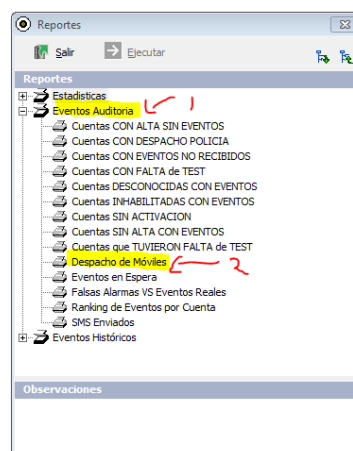 Reportes
Salir Ejecutar
Reportes
Estadisticas
Eventos Auditoria 1
Cuentas CON ALTA SIN EVENTOS
Cuentas CON DESPACHO POLICIA
Cuentas CON EVENTOS NO RECIBIDOS
Cuentas CON FALTA de TEST
Cuentas DESCONOCIDAS CON EVENTOS
Cuentas INHABILITADAS CON EVENTOS
Cuentas SIN ACTIVACION
Cuentas SIN ALTA CON EVENTOS
Cuentas que TUVIERON FALTA de TEST
Despacho de Móviles 2
Eventos en Espera
Falsas Alarmas VS Eventos Reales
Ranking de Eventos por Cuenta
SMS Enviados
Eventos Históricos
Observaciones